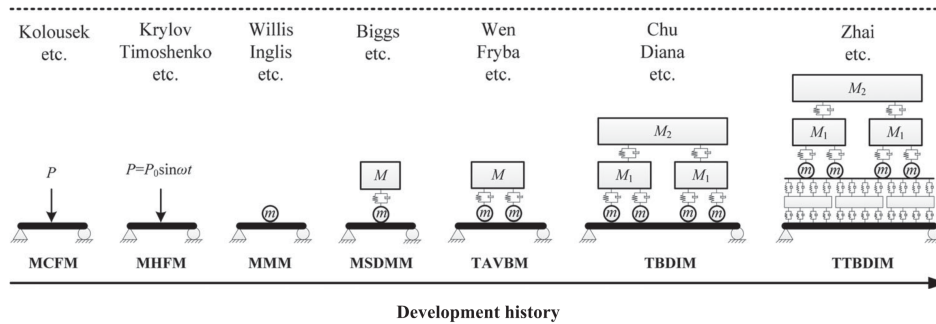 Kolousek
etc.
Krylov
Timoshenko
etc.
Willis
Inglis
etc.
Biggs
etc.
Wen
Fryba
etc.
Chu
Diana
etc.
Zhai
etc.
P
P=P₀sinωt
m
M
m
M
m m
M₂
M₁ M₁
m m m m
M₂
M₁ M₁
m m m m
MCFM MHFM MMM MSDMM TAVBM TBDIM TTBDIM
Development history